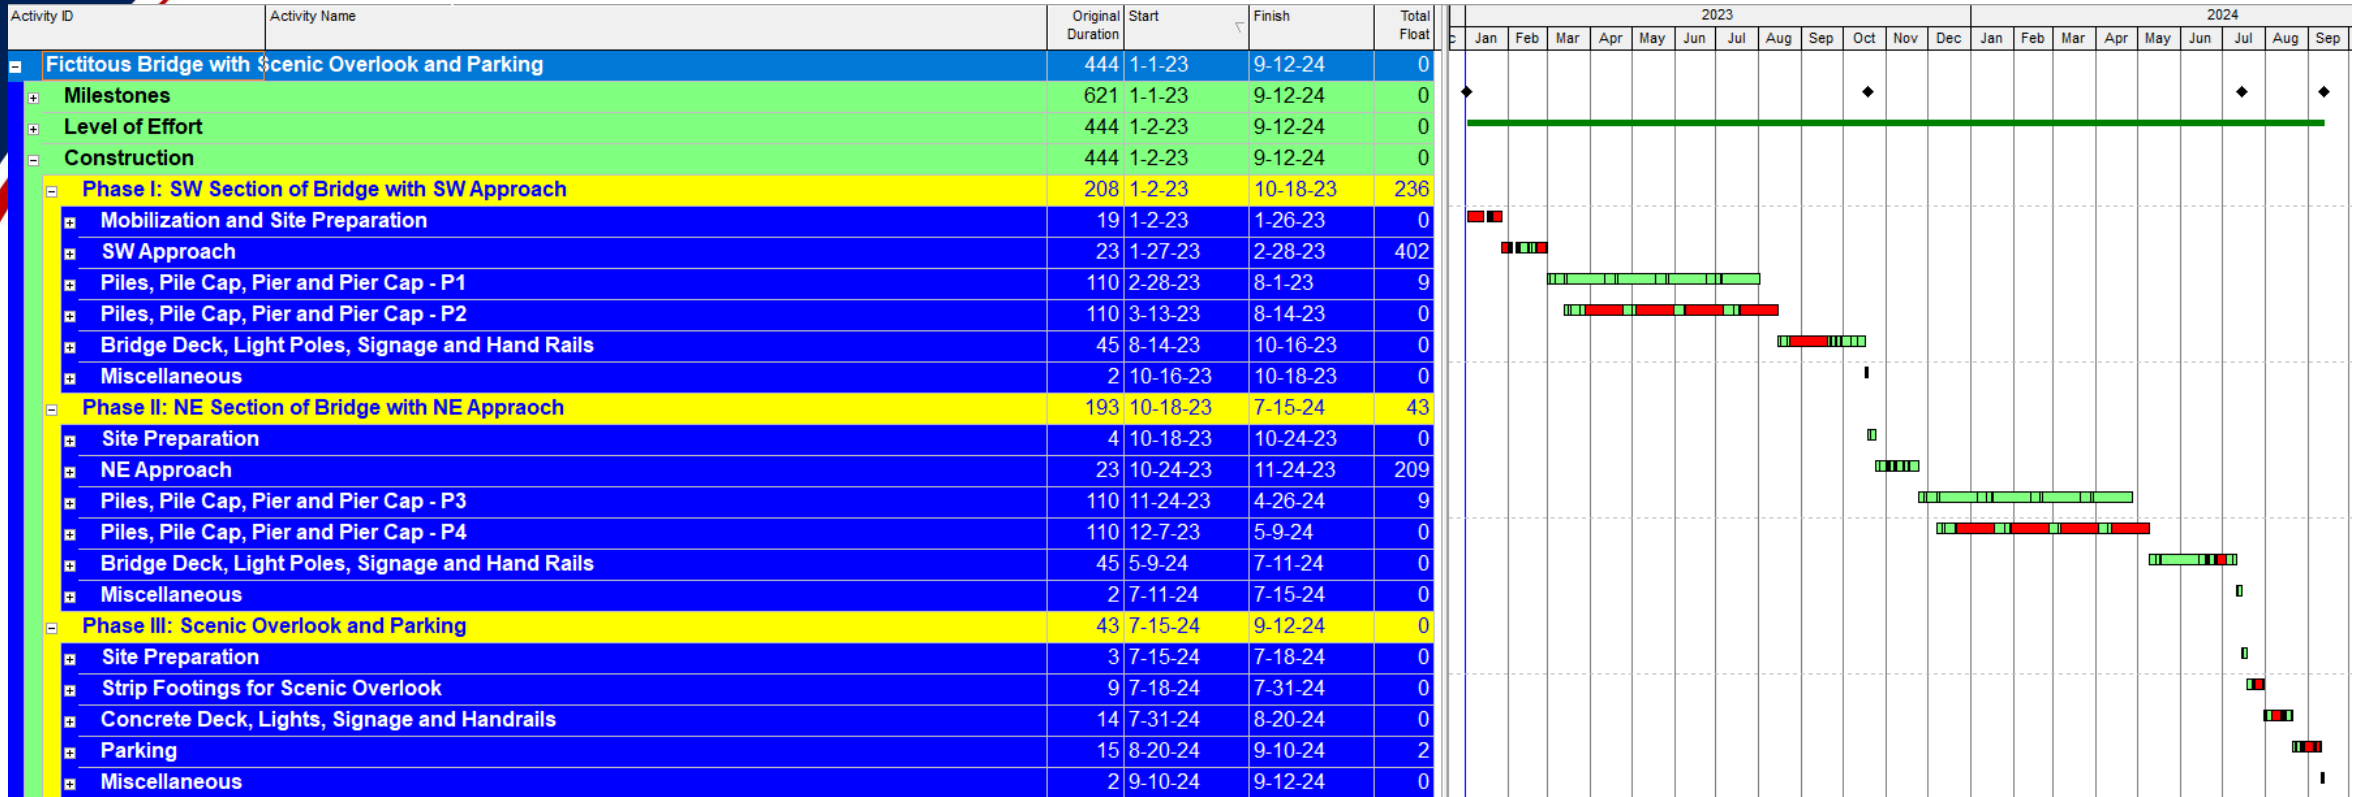 Activity ID Activity Name Original Duration Start Finish Total Float 2023 2024
c Jan Feb Mar Apr May Jun Jul Aug Sep Oct Nov Dec Jan Feb Mar Apr May Jun Jul Aug Sep
Fictitous Bridge with Scenic Overlook and Parking 444 1-1-23 9-12-24 0
Milestones 621 1-1-23 9-12-24 0
Level of Effort 444 1-2-23 9-12-24 0
Construction 444 1-2-23 9-12-24 0
Phase I: SW Section of Bridge with SW Approach 208 1-2-23 10-18-23 236
Mobilization and Site Preparation 19 1-2-23 1-26-23 0
SW Approach 23 1-27-23 2-28-23 402
Piles, Pile Cap, Pier and Pier Cap - P1 110 2-28-23 8-1-23 9
Piles, Pile Cap, Pier and Pier Cap - P2 110 3-13-23 8-14-23 0
Bridge Deck, Light Poles, Signage and Hand Rails 45 8-14-23 10-16-23 0
Miscellaneous 2 10-16-23 10-18-23 0
Phase II: NE Section of Bridge with NE Appraoch 193 10-18-23 7-15-24 43
Site Preparation 4 10-18-23 10-24-23 0
NE Approach 23 10-24-23 11-24-23 209
Piles, Pile Cap, Pier and Pier Cap - P3 110 11-24-23 4-26-24 9
Piles, Pile Cap, Pier and Pier Cap - P4 110 12-7-23 5-9-24 0
Bridge Deck, Light Poles, Signage and Hand Rails 45 5-9-24 7-11-24 0
Miscellaneous 2 7-11-24 7-15-24 0
Phase III: Scenic Overlook and Parking 43 7-15-24 9-12-24 0
Site Preparation 3 7-15-24 7-18-24 0
Strip Footings for Scenic Overlook 9 7-18-24 7-31-24 0
Concrete Deck, Lights, Signage and Handrails 14 7-31-24 8-20-24 0
Parking 15 8-20-24 9-10-24 2
Miscellaneous 2 9-10-24 9-12-24 0